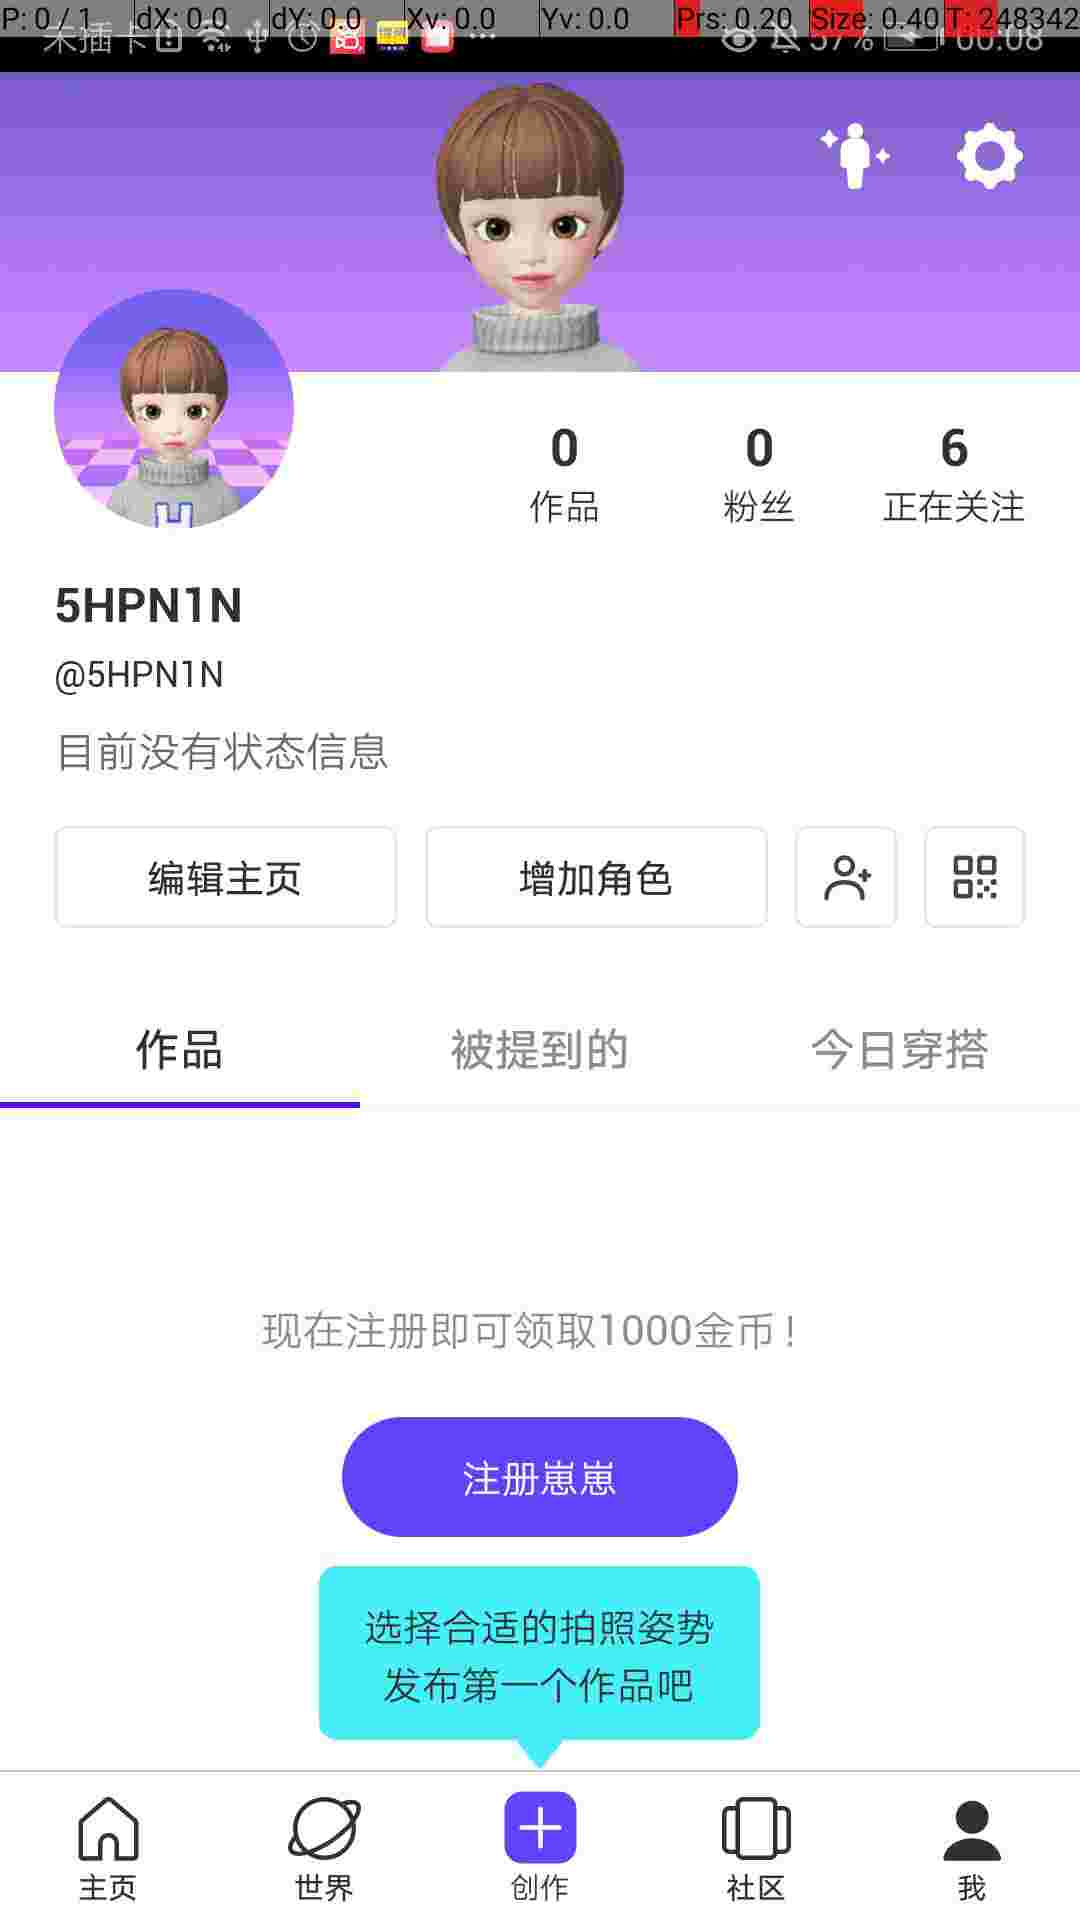 P: 0 / 1 dX: 0.0 dY: 0.0 Xv: 0.0 Yv: 0.0 Prs: 0.20 Size: 0.40 T: 248342
未插卡 57% 00:08
0 0 6
作品 粉丝 正在关注
5HPN1N
@5HPN1N
目前没有状态信息
编辑主页 增加角色
作品 被提到的 今日穿搭
现在注册即可领取1000金币！
注册崽崽
选择合适的拍照姿势
发布第一个作品吧
主页 世界 创作 社区 我